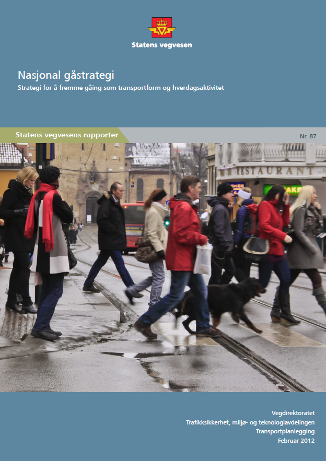 Statens vegvesen
Nasjonal gåstrategi
Strategi for å fremme gåing som transportform og hverdagsaktivitet
Statens vegvesens rapporter
Nr. 87
RESTAURANT
Vegdirektoratet
Trafikksikkerhet, miljø- og teknologiavdelingen
Transportplanlegging
Februar 2012